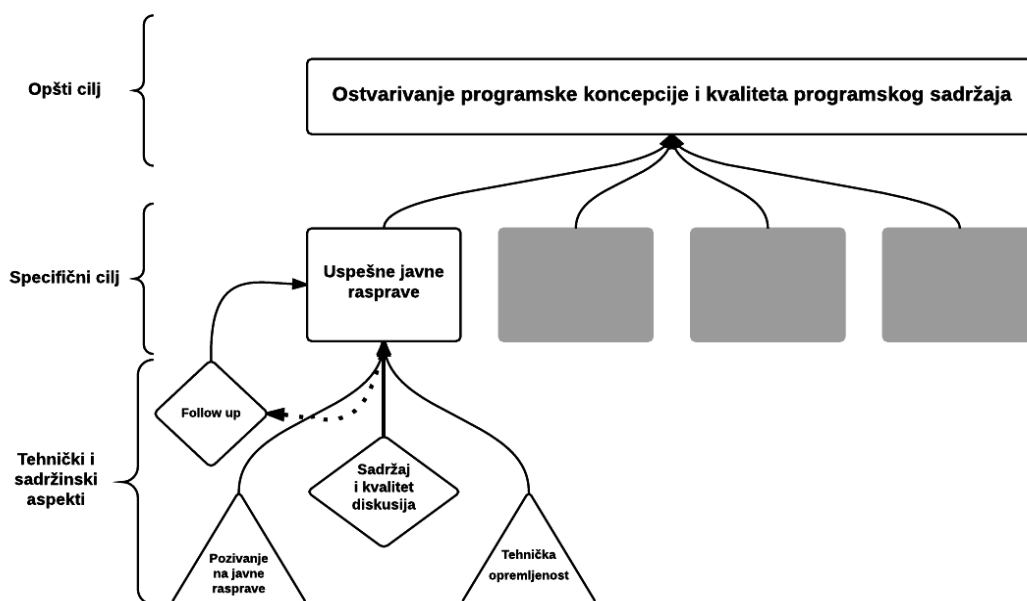 Opšti cilj
Ostvarivanje programske koncepcije i kvaliteta programskog sadržaja
Specifični cilj
Uspešne javne
rasprave
Tehnički i
sadržinski
aspekti
Follow up
Sadržaj
i kvalitet
diskusija
Pozivanje
na javne
rasprave
Tehnička
opremljenost